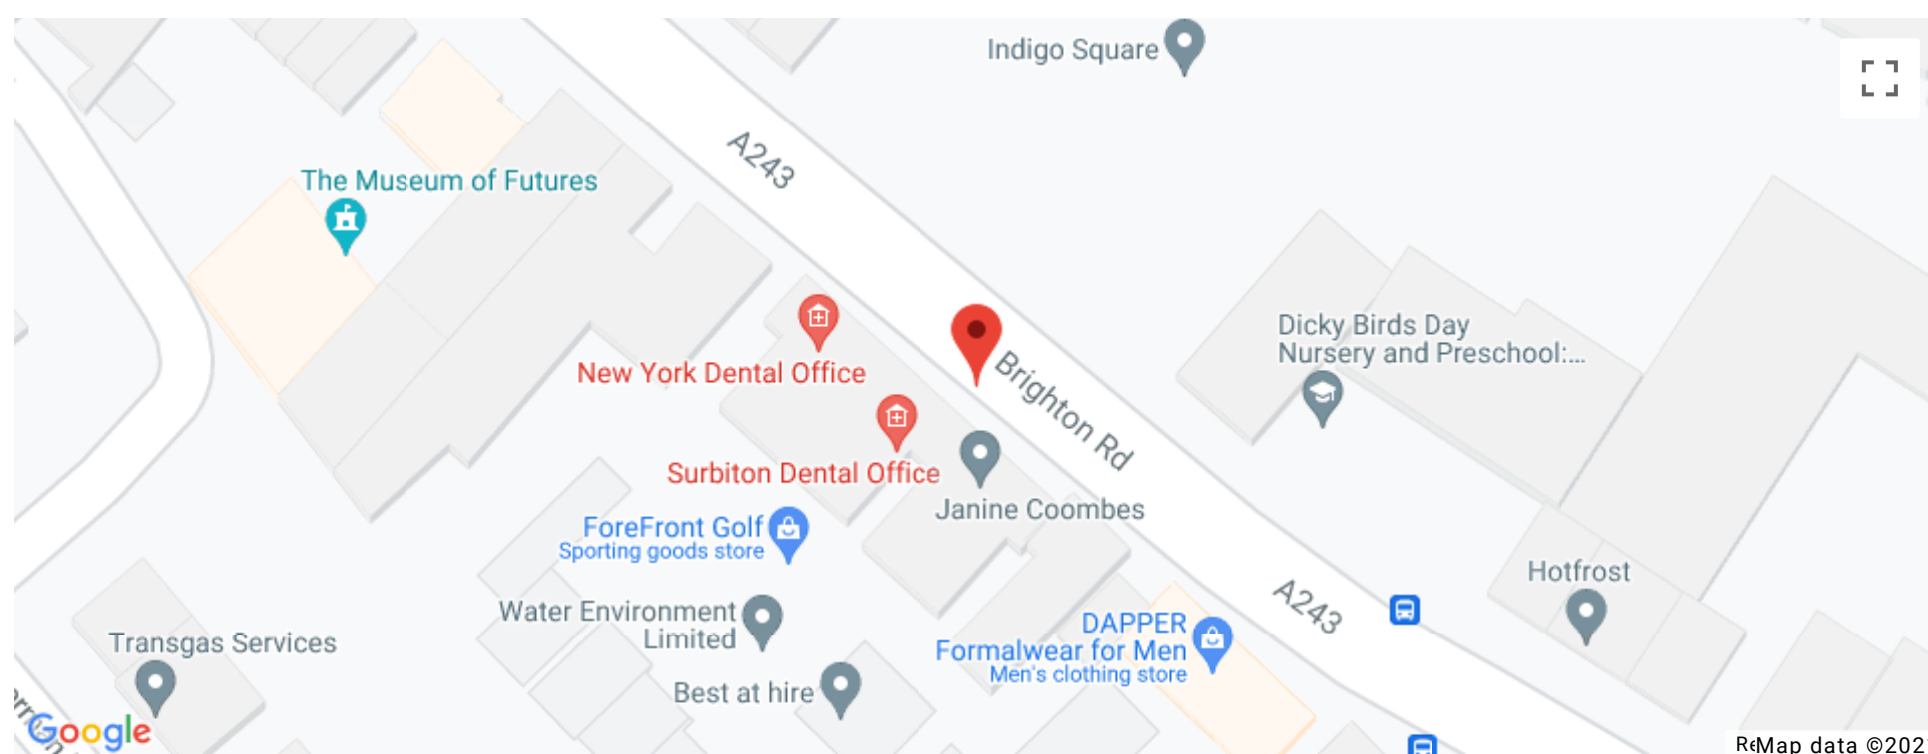 Indigo Square
A243
The Museum of Futures
Dicky Birds Day
Nursery and Preschool:...
New York Dental Office
Brighton Rd
Surbiton Dental Office
Janine Coombes
ForeFront Golf
Sporting goods store
Hotfrost
A243
Water Environment
Limited
DAPPER
Formalwear for Men
Men's clothing store
Transgas Services
Best at hire
Google
Map data ©202